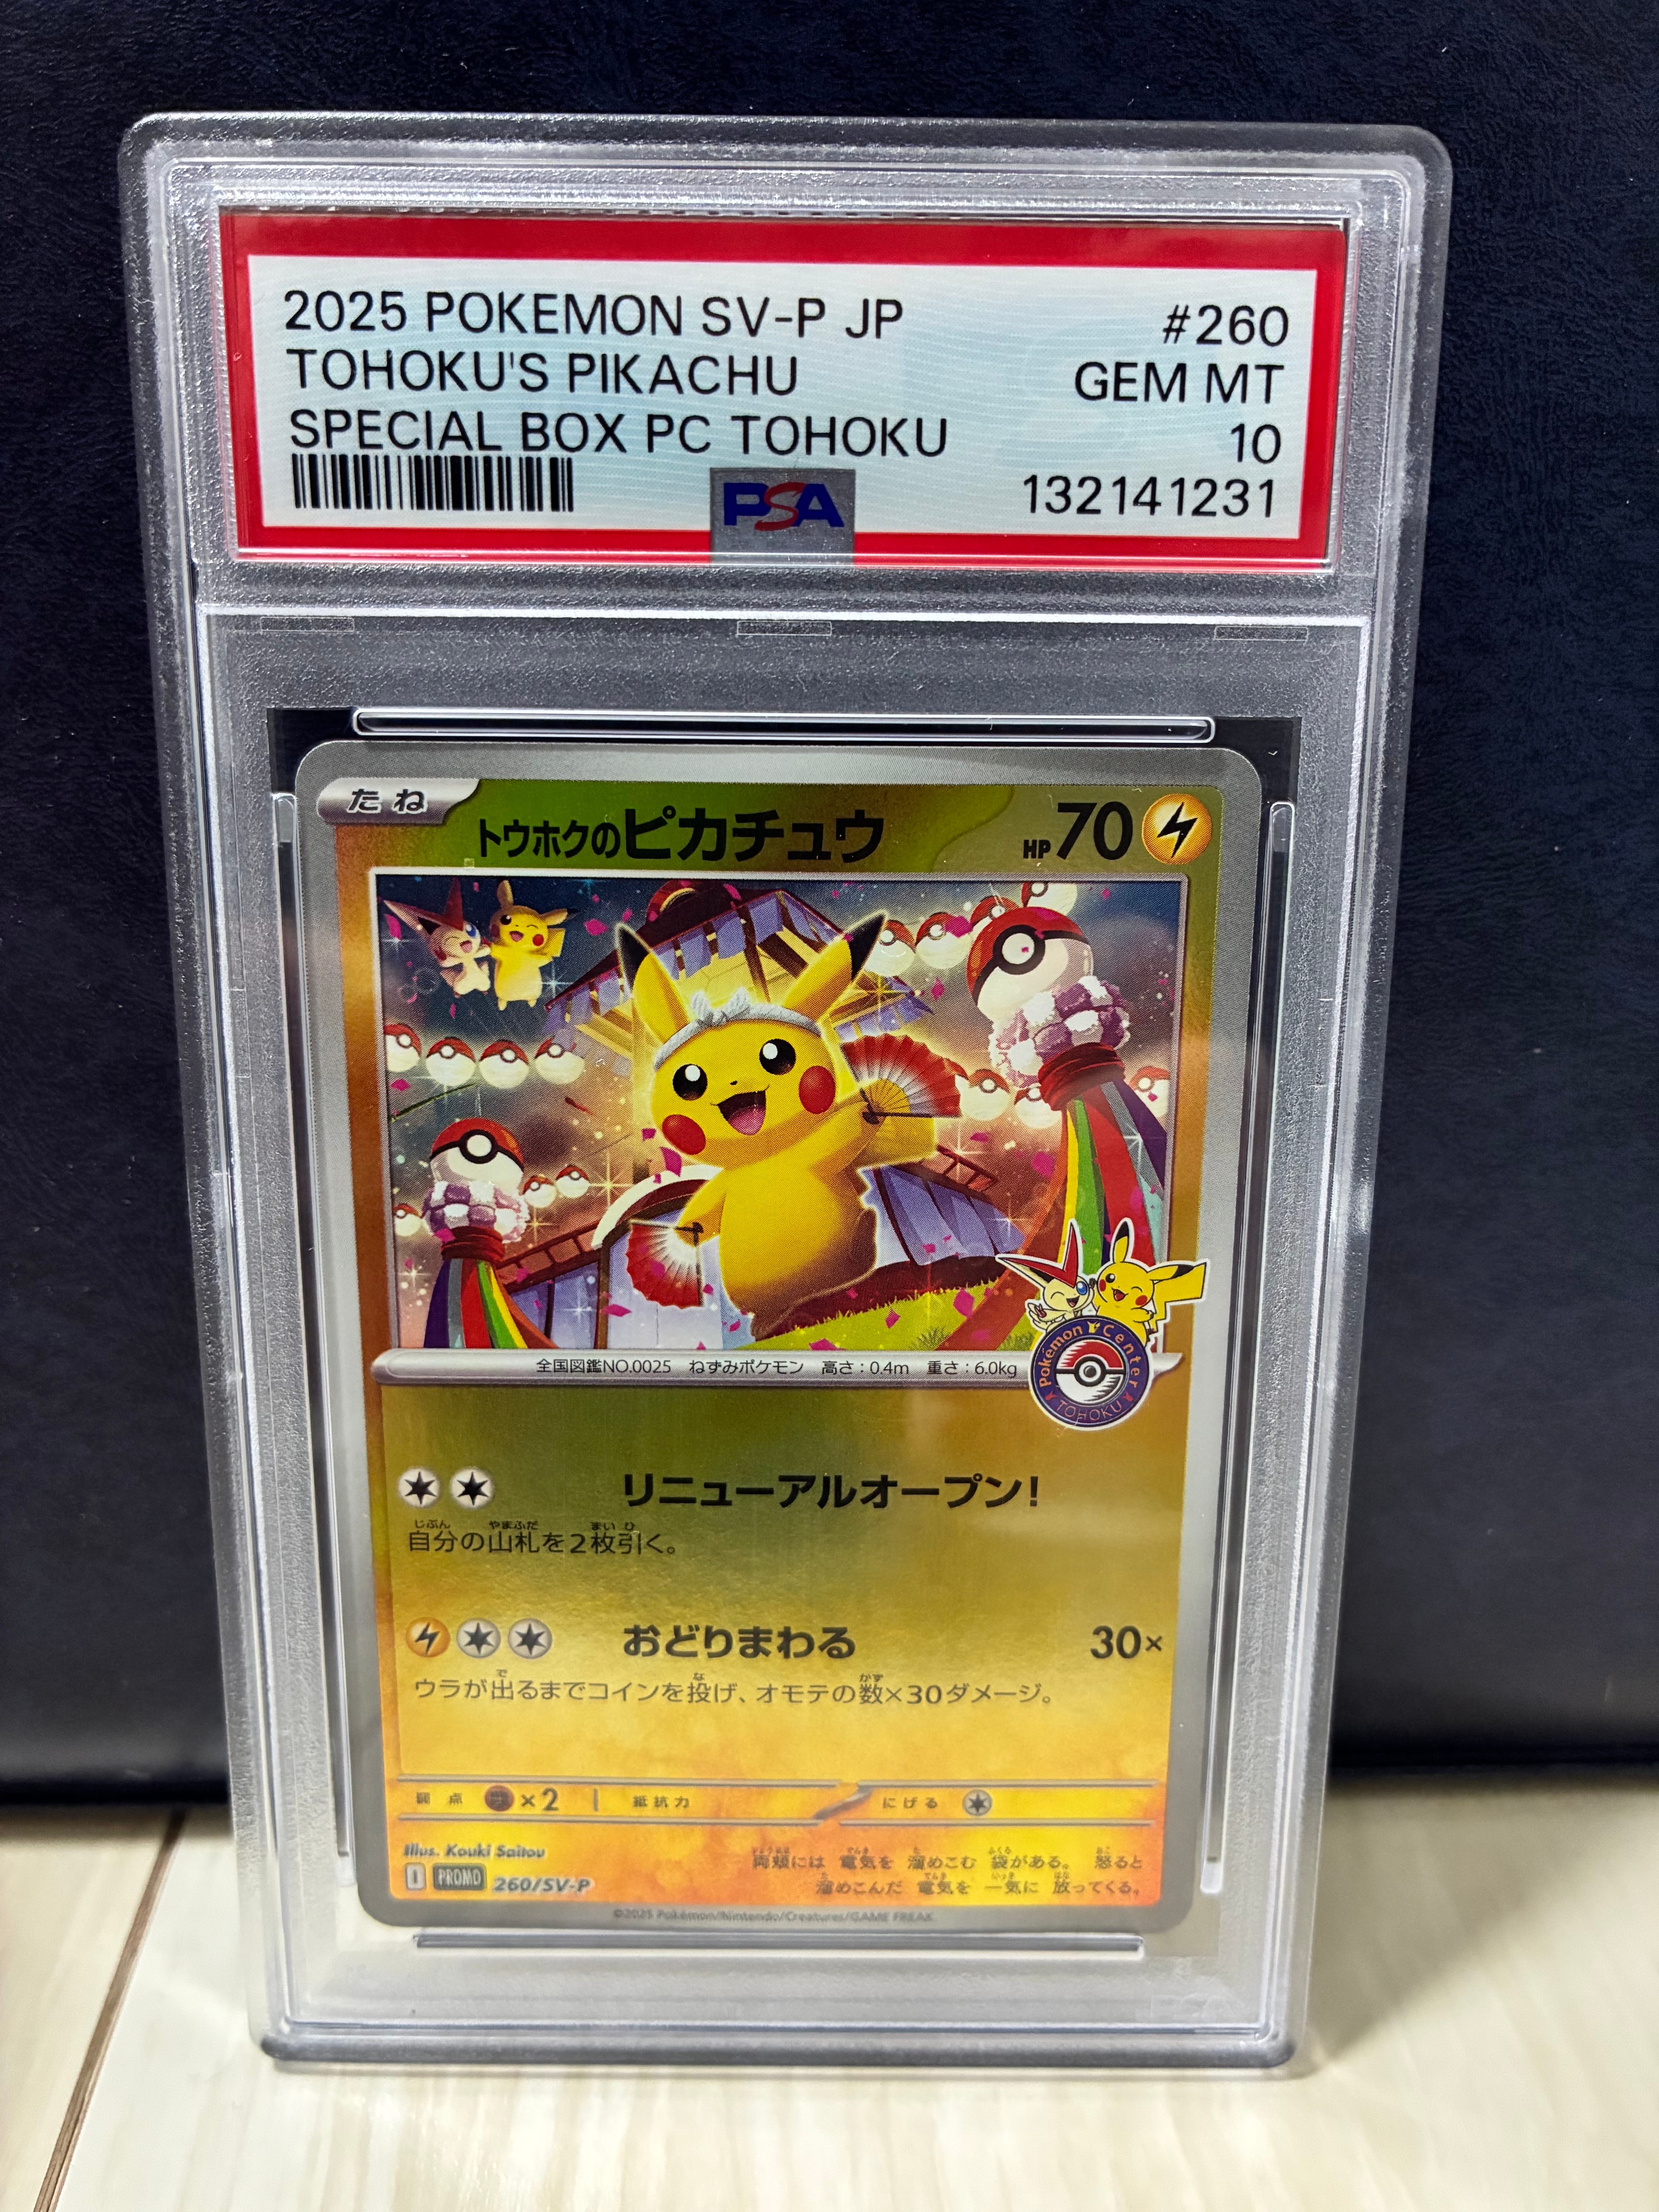 2025 POKEMON SV-P JP #260
TOHOKU'S PIKACHU GEM MT
SPECIAL BOX PC TOHOKU 10
PSA 132141231
たね トウホクのピカチュウ HP70
全国図鑑NO.0025 ねずみポケモン 高さ:0.4m 重さ:6.0kg
Pokémon Center
TOHOKU
リニューアルオープン!
自分の山札を2枚引く。
おどりまわる 30×
ウラが出るまでコインを投げ、オモテの数×30ダメージ。
弱点 ×2 抵抗力 にげる
Illus. Kouki Saitou
I PROMO 260/SV-P
両頬には 電気を 溜めこむ 袋がある。 怒ると
溜めこんだ 電気を 一気に 放ってくる。
©2025 Pokémon/Nintendo/Creatures/GAME FREAK